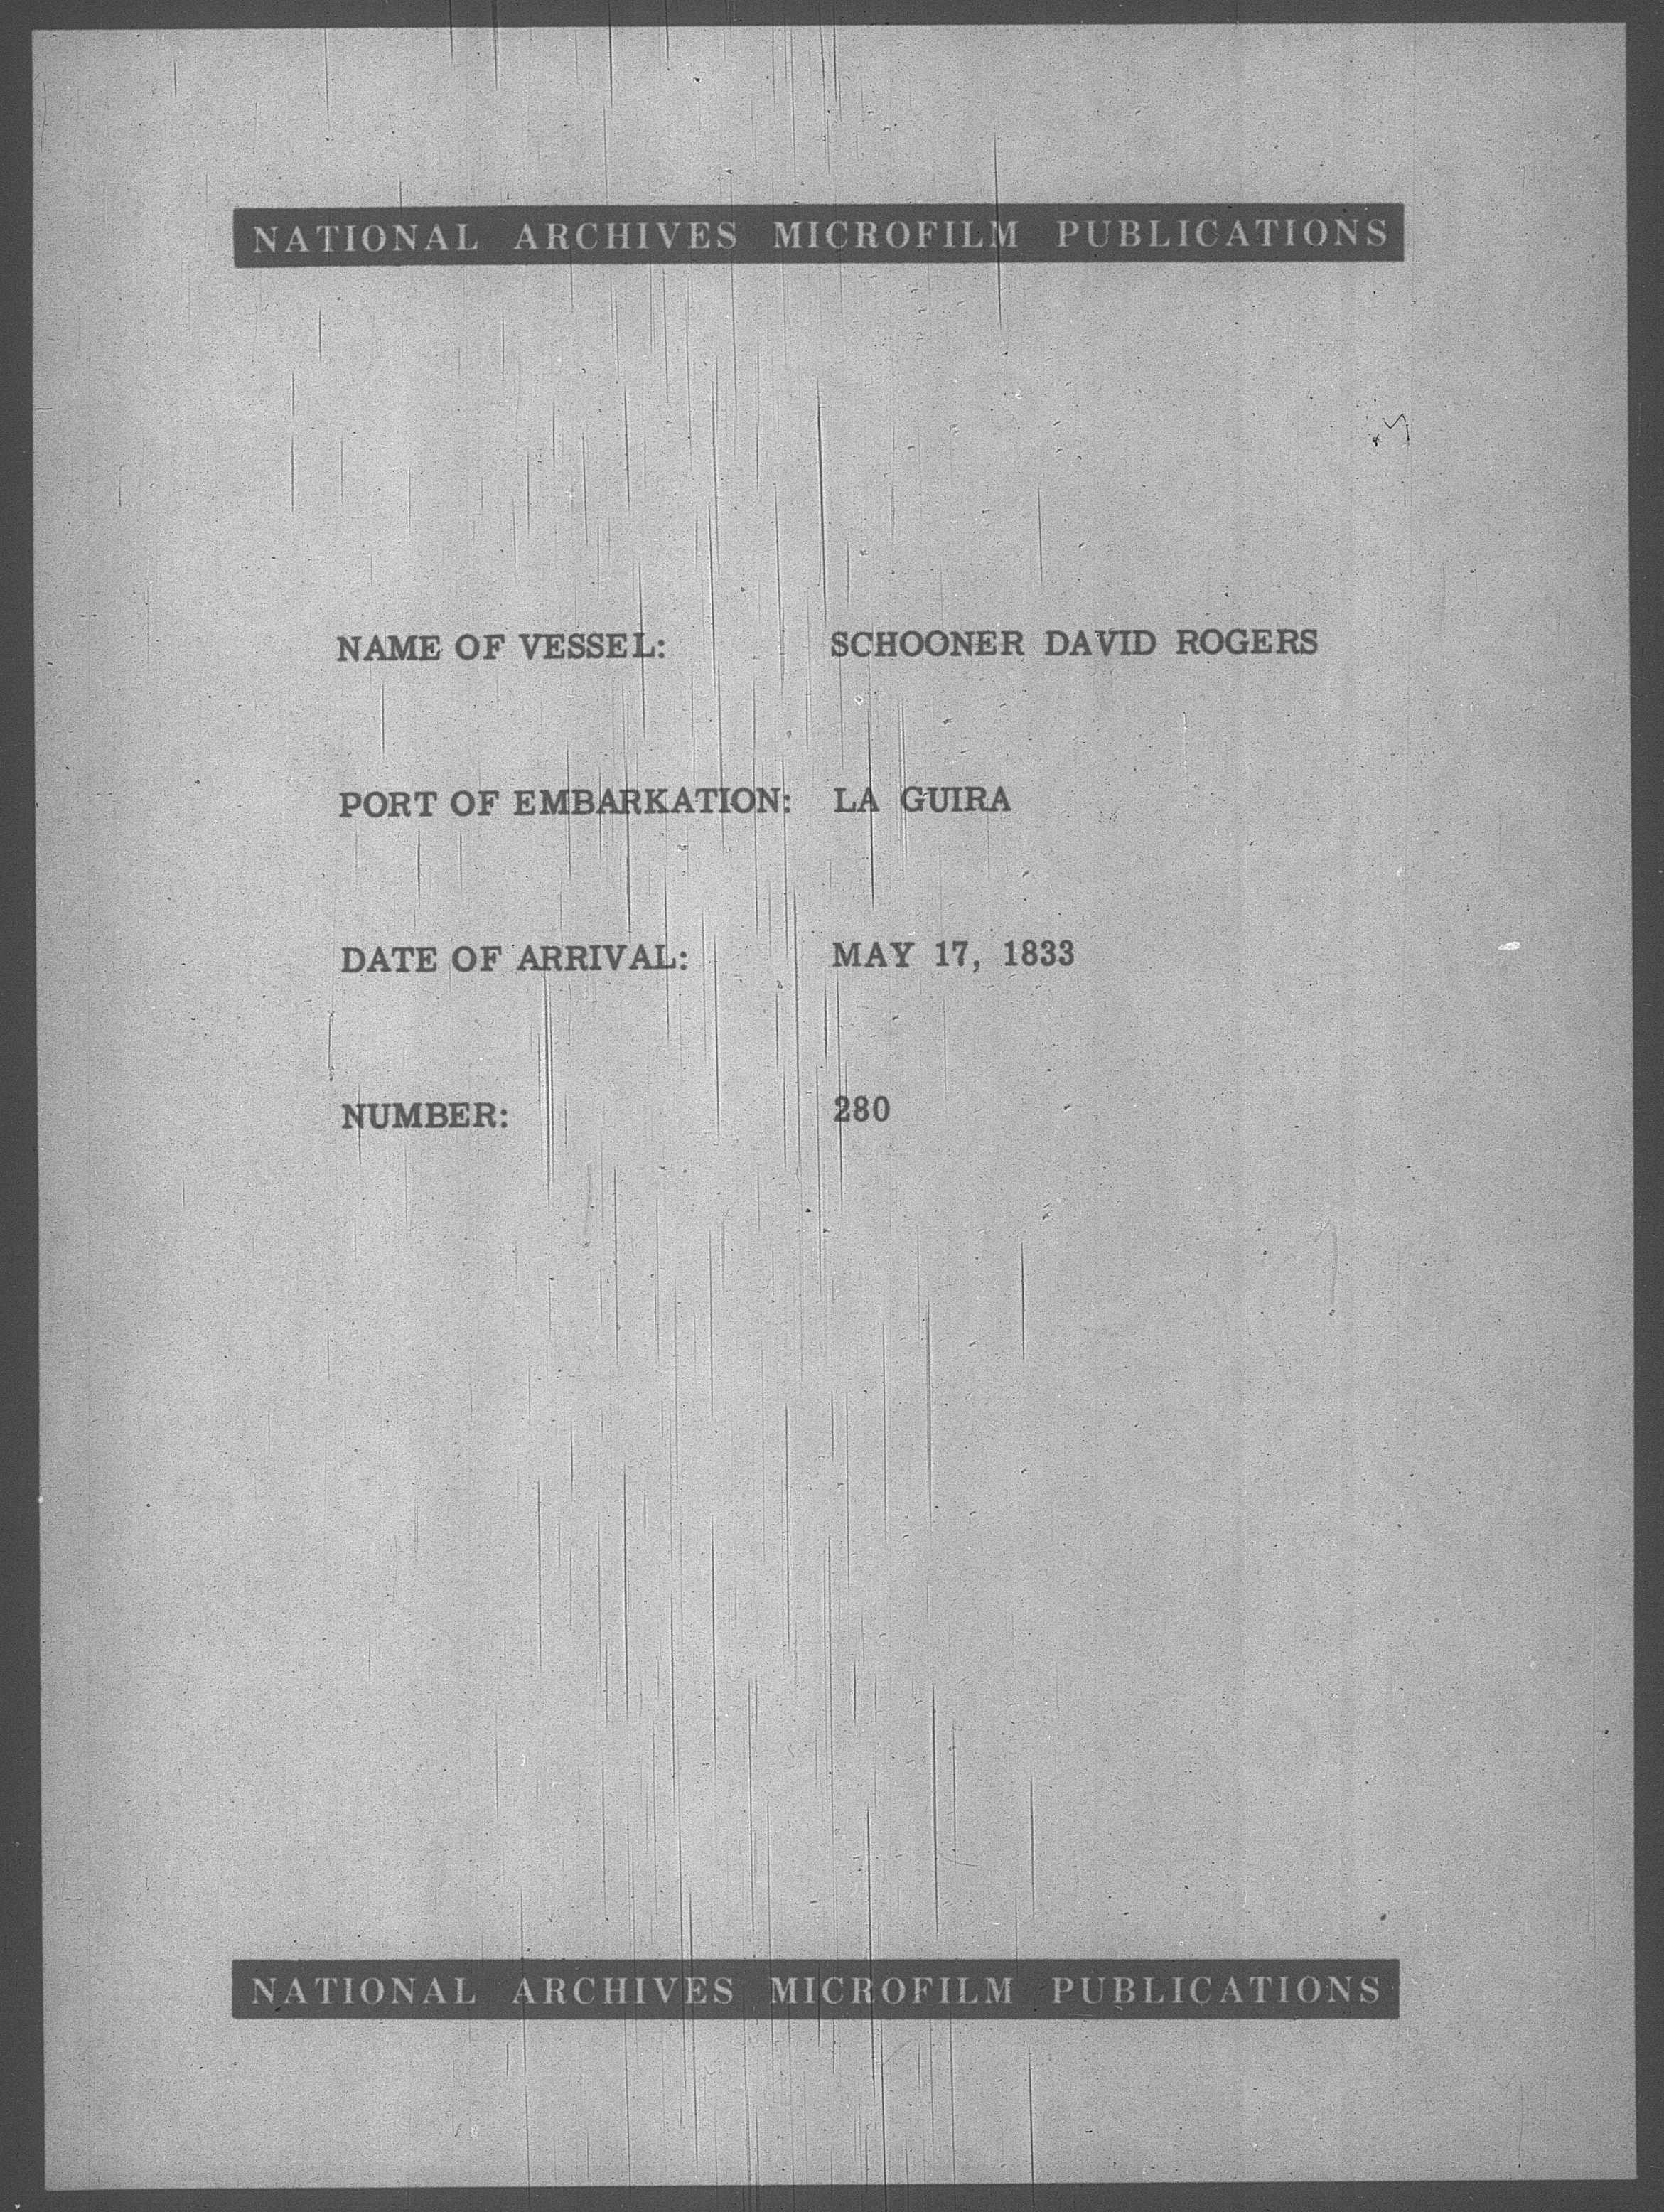 NATIONAL ARCHIVES MICROFILM PUBLICATIONS
NAME OF VESSEL: SCHOONER DAVID ROGERS
PORT OF EMBARKATION: LA GUIRA
DATE OF ARRIVAL: MAY 17, 1833
NUMBER: 280
NATIONAL ARCHIVES MICROFILM PUBLICATIONS